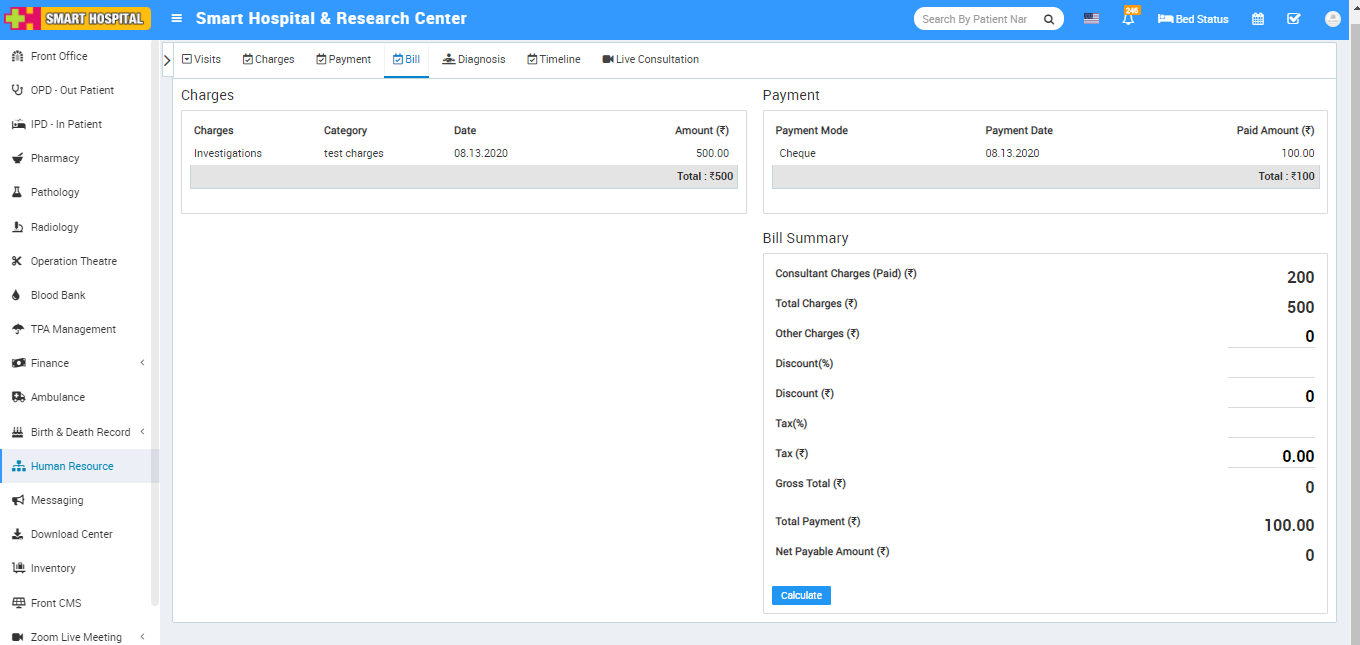 SMART HOSPITAL
Smart Hospital & Research Center
Search By Patient Nar
246
Bed Status
Front Office
OPD - Out Patient
IPD - In Patient
Pharmacy
Pathology
Radiology
Operation Theatre
Blood Bank
TPA Management
Finance
Ambulance
Birth & Death Record
Human Resource
Messaging
Download Center
Inventory
Front CMS
Zoom Live Meeting
Visits Charges Payment Bill Diagnosis Timeline Live Consultation
Charges
Charges Category Date Amount (₹)
Investigations test charges 08.13.2020 500.00
Total : ₹500
Payment
Payment Mode Payment Date Paid Amount (₹)
Cheque 08.13.2020 100.00
Total : ₹100
Bill Summary
Consultant Charges (Paid) (₹) 200
Total Charges (₹) 500
Other Charges (₹) 0
Discount(%)
Discount (₹) 0
Tax(%)
Tax (₹) 0.00
Gross Total (₹) 0
Total Payment (₹) 100.00
Net Payable Amount (₹) 0
Calculate